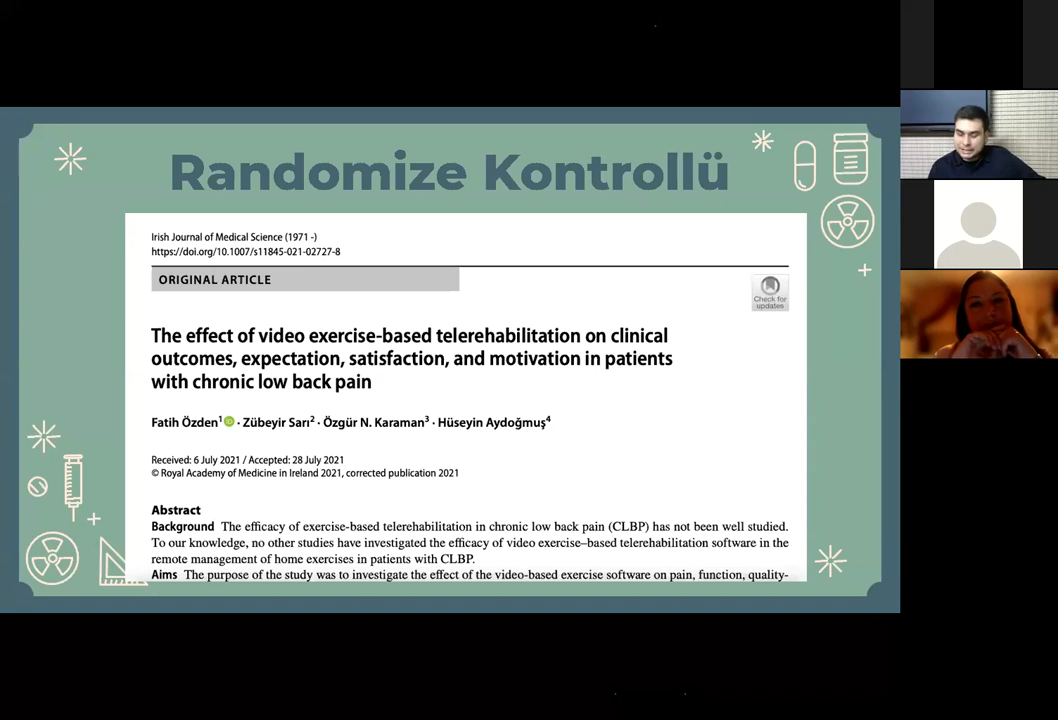 Randomize Kontrollü
Irish Journal of Medical Science (1971 -)
https://doi.org/10.1007/s11845-021-02727-8
ORIGINAL ARTICLE
Check for
updates
The effect of video exercise-based telerehabilitation on clinical
outcomes, expectation, satisfaction, and motivation in patients
with chronic low back pain
Fatih Özden1 · Zübeyir Sarı2 · Özgür N. Karaman3 · Hüseyin Aydoğmuş4
Received: 6 July 2021 / Accepted: 28 July 2021
© Royal Academy of Medicine in Ireland 2021, corrected publication 2021
Abstract
Background The efficacy of exercise-based telerehabilitation in chronic low back pain (CLBP) has not been well studied.
To our knowledge, no other studies have investigated the efficacy of video exercise–based telerehabilitation software in the
remote management of home exercises in patients with CLBP.
Aims The purpose of the study was to investigate the effect of the video-based exercise software on pain, function, quality-